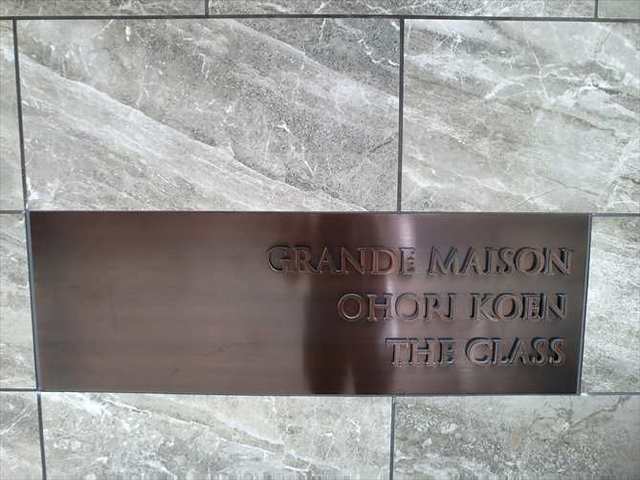 GRANDE MAISON
OHORI KOEN
THE CLASS